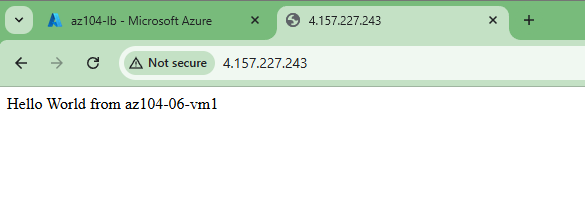 az104-lb - Microsoft Azure
4.157.227.243
Not secure
4.157.227.243
Hello World from az104-06-vm1